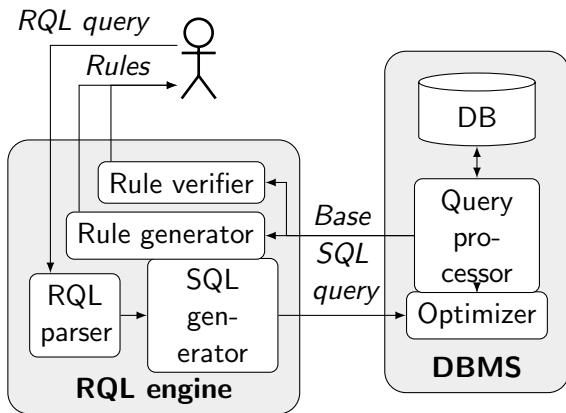 RQL query
Rules
DB
Rule verifier
Rule generator
Base
Query
pro-
cessor
SQL
query
RQL
parser
SQL
gen-
erator
Optimizer
RQL engine
DBMS